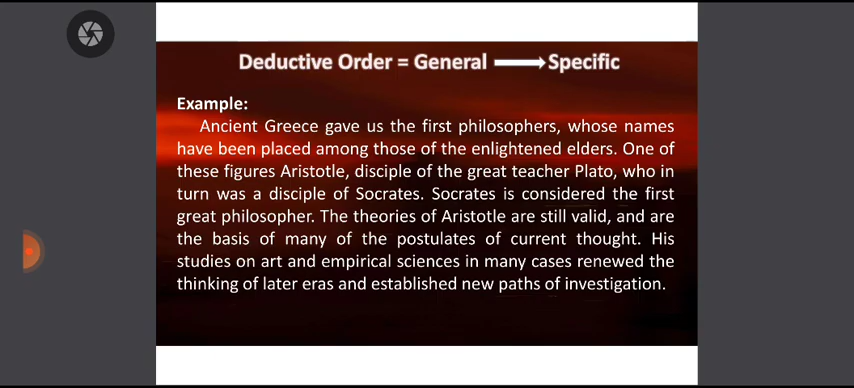 Deductive Order = General ⟶ Specific
Example:
Ancient Greece gave us the first philosophers, whose names
have been placed among those of the enlightened elders. One of
these figures Aristotle, disciple of the great teacher Plato, who in
turn was a disciple of Socrates. Socrates is considered the first
great philosopher. The theories of Aristotle are still valid, and are
the basis of many of the postulates of current thought. His
studies on art and empirical sciences in many cases renewed the
thinking of later eras and established new paths of investigation.